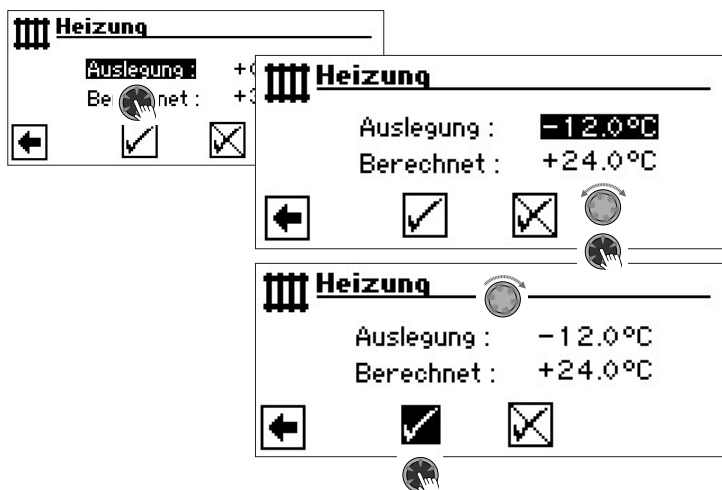 Heizung
Auslegung : +
Heizung
Auslegung : -12.0°C
Berechnet : +24.0°C
Heizung
Auslegung : -12.0°C
Berechnet : +24.0°C